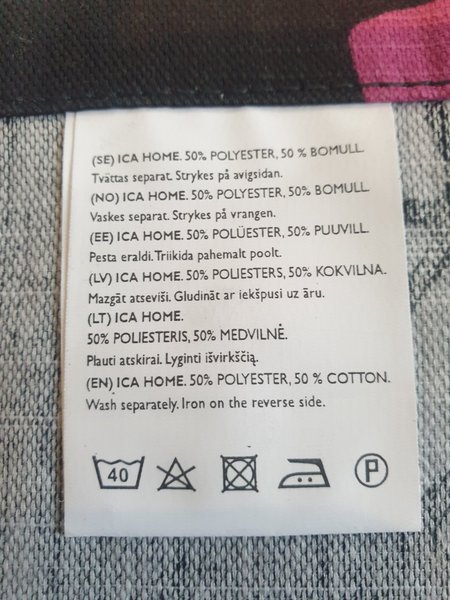 (SE) ICA HOME. 50% POLYESTER, 50 % BOMULL.
Tvättas separat. Strykes på avigsidan.
(NO) ICA HOME. 50% POLYESTER, 50% BOMULL
Vaskes separat. Strykes på vrangen.
(EE) ICA HOME. 50% POLÜESTER, 50% PUUVILL.
Pesta eraldi. Triikida pahemalt poolt.
(LV) ICA HOME. 50% POLIESTERS, 50% KOKVILNA.
Mazgāt atseviši. Gludināt ar iekšpusi uz āru.
(LT) ICA HOME.
50% POLIESTERIS, 50% MEDVILNĖ.
Plauti atskirai. Lyginti išvirkščią.
(EN) ICA HOME. 50% POLYESTER, 50 % COTTON.
Wash separately. Iron on the reverse side.
40 P